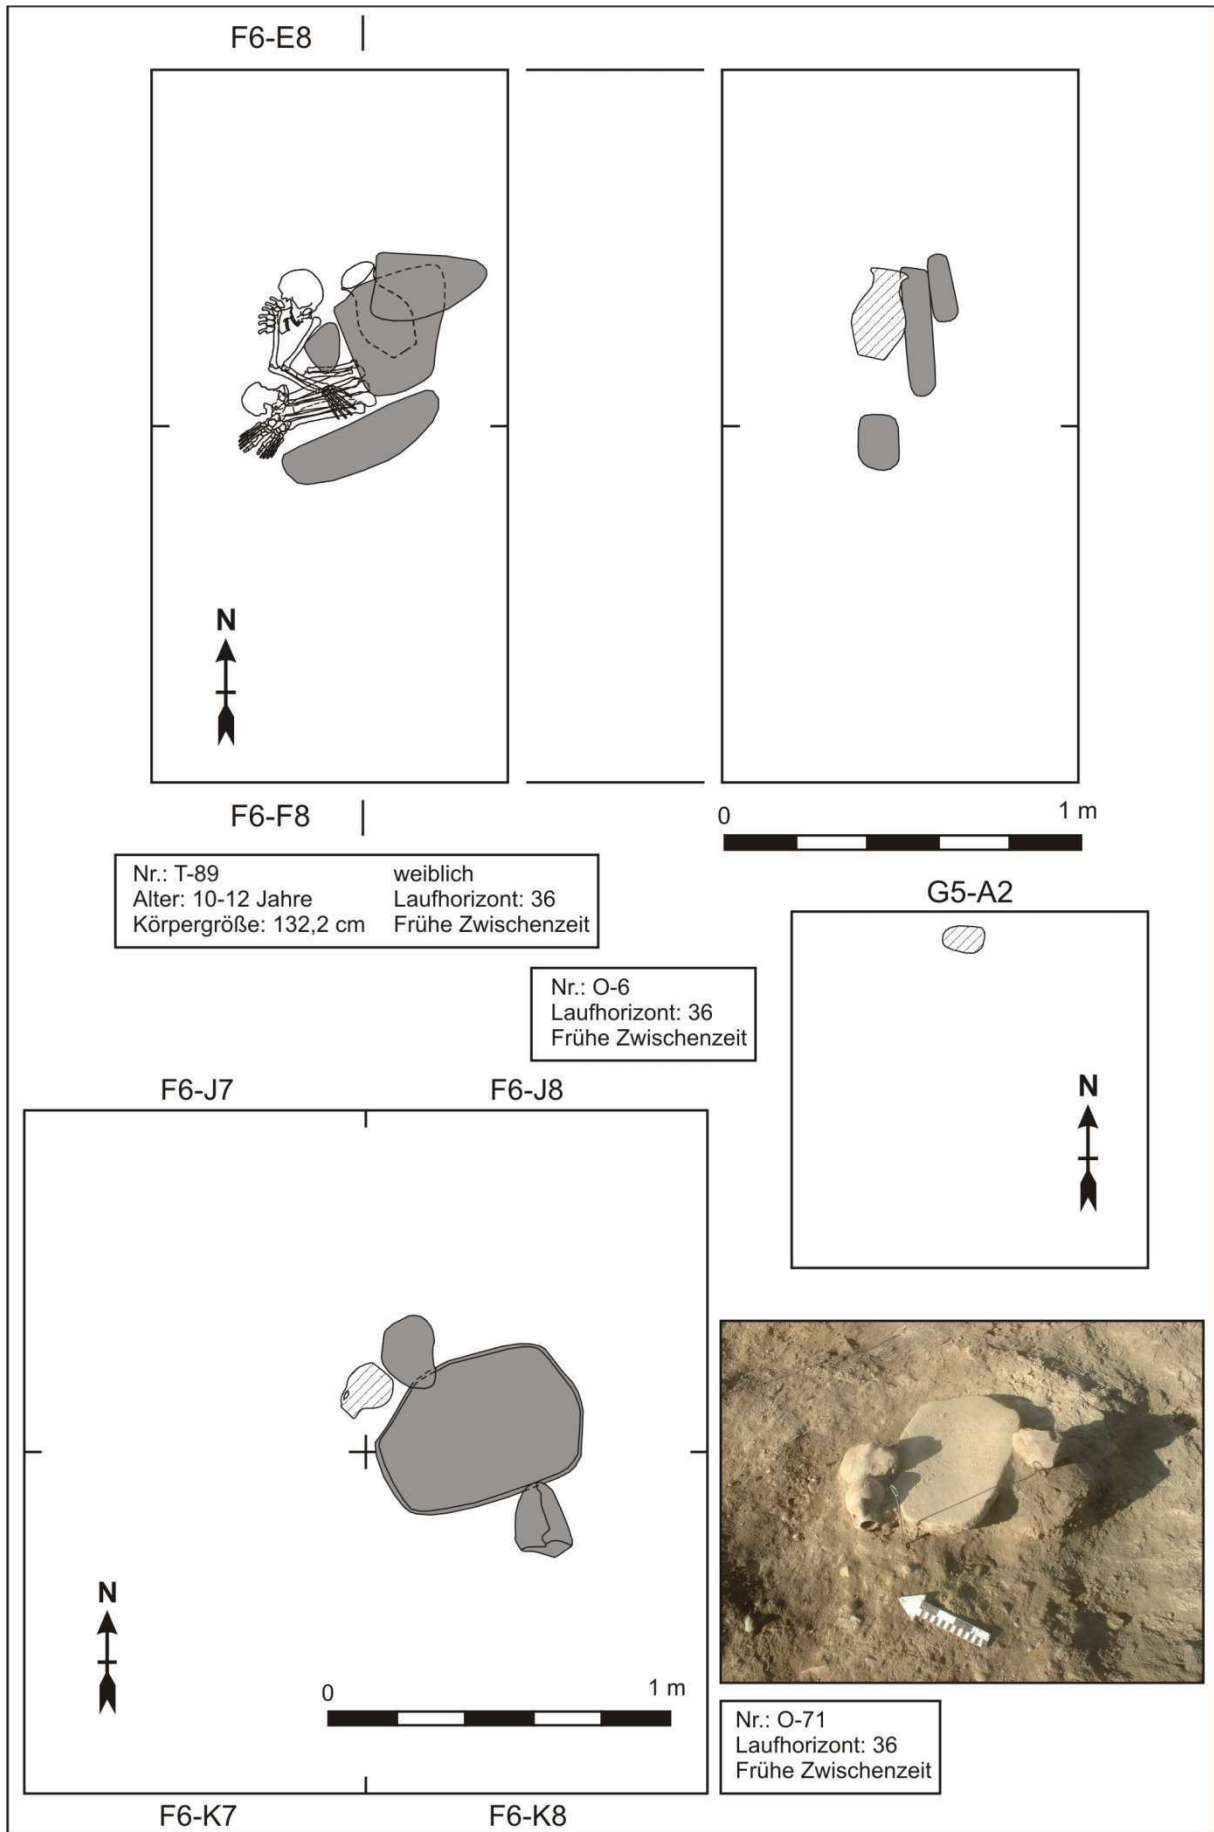 F6-E8
N
F6-F8
0 1 m
Nr.: T-89 weiblich
Alter: 10-12 Jahre Laufhorizont: 36
Körpergröße: 132,2 cm Frühe Zwischenzeit
G5-A2
Nr.: O-6
Laufhorizont: 36
Frühe Zwischenzeit
N
F6-J7 F6-J8
N
0 1 m
F6-K7 F6-K8
Nr.: O-71
Laufhorizont: 36
Frühe Zwischenzeit